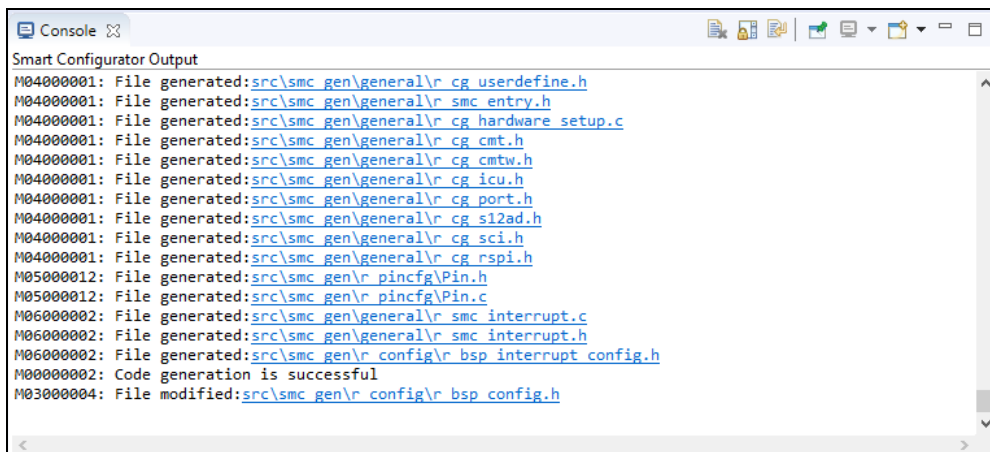 Console
Smart Configurator Output
M04000001: File generated:src\smc_gen\general\r_cg_userdefine.h
M04000001: File generated:src\smc_gen\general\r_smc_entry.h
M04000001: File generated:src\smc_gen\general\r_cg_hardware_setup.c
M04000001: File generated:src\smc_gen\general\r_cg_cmt.h
M04000001: File generated:src\smc_gen\general\r_cg_cmtw.h
M04000001: File generated:src\smc_gen\general\r_cg_icu.h
M04000001: File generated:src\smc_gen\general\r_cg_port.h
M04000001: File generated:src\smc_gen\general\r_cg_s12ad.h
M04000001: File generated:src\smc_gen\general\r_cg_sci.h
M04000001: File generated:src\smc_gen\general\r_cg_rspi.h
M05000012: File generated:src\smc_gen\r_pincfg\Pin.h
M05000012: File generated:src\smc_gen\r_pincfg\Pin.c
M06000002: File generated:src\smc_gen\general\r_smc_interrupt.c
M06000002: File generated:src\smc_gen\general\r_smc_interrupt.h
M06000002: File generated:src\smc_gen\r_config\r_bsp_interrupt_config.h
M00000002: Code generation is successful
M03000004: File modified:src\smc_gen\r_config\r_bsp_config.h